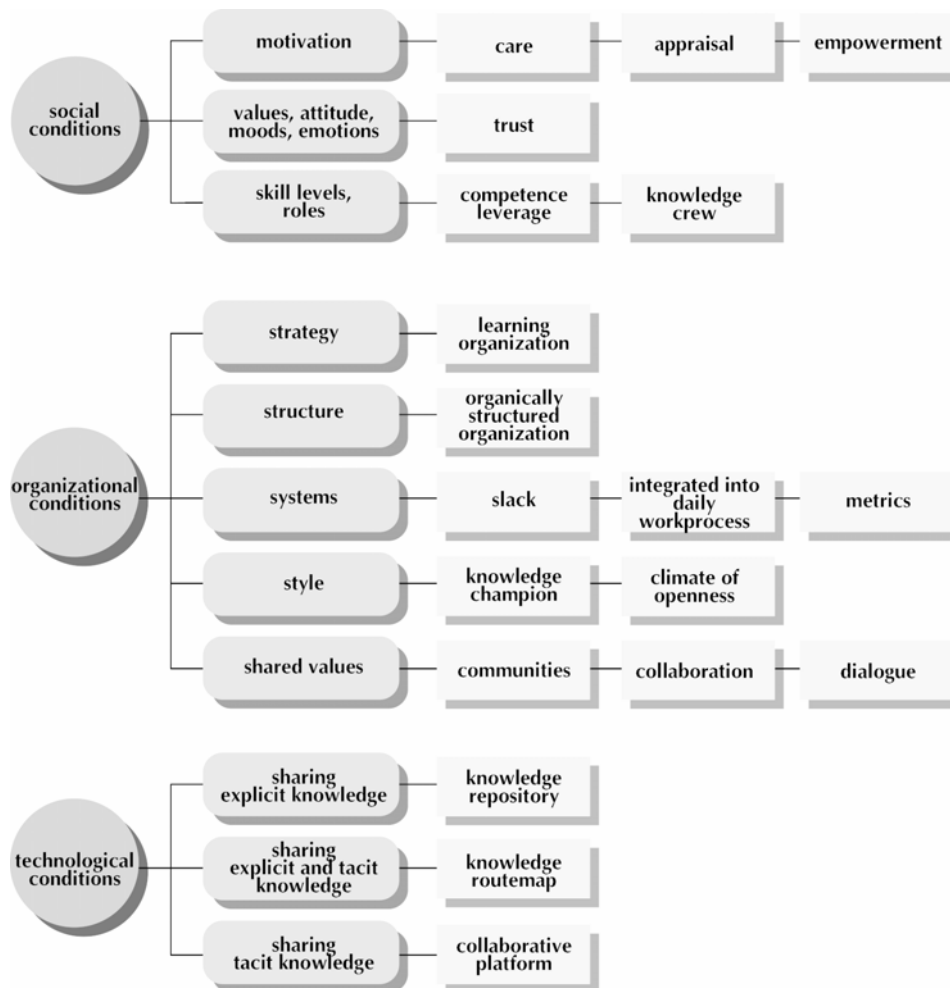 motivation
care
appraisal
empowerment
social
conditions
values, attitude,
moods, emotions
trust
skill levels,
roles
competence
leverage
knowledge
crew
strategy
learning
organization
structure
organically
structured
organization
organizational
conditions
systems
slack
integrated into
daily
workprocess
metrics
style
knowledge
champion
climate of
openness
shared values
communities
collaboration
dialogue
sharing
explicit knowledge
knowledge
repository
technological
conditions
sharing
explicit and tacit
knowledge
knowledge
routemap
sharing
tacit knowledge
collaborative
platform